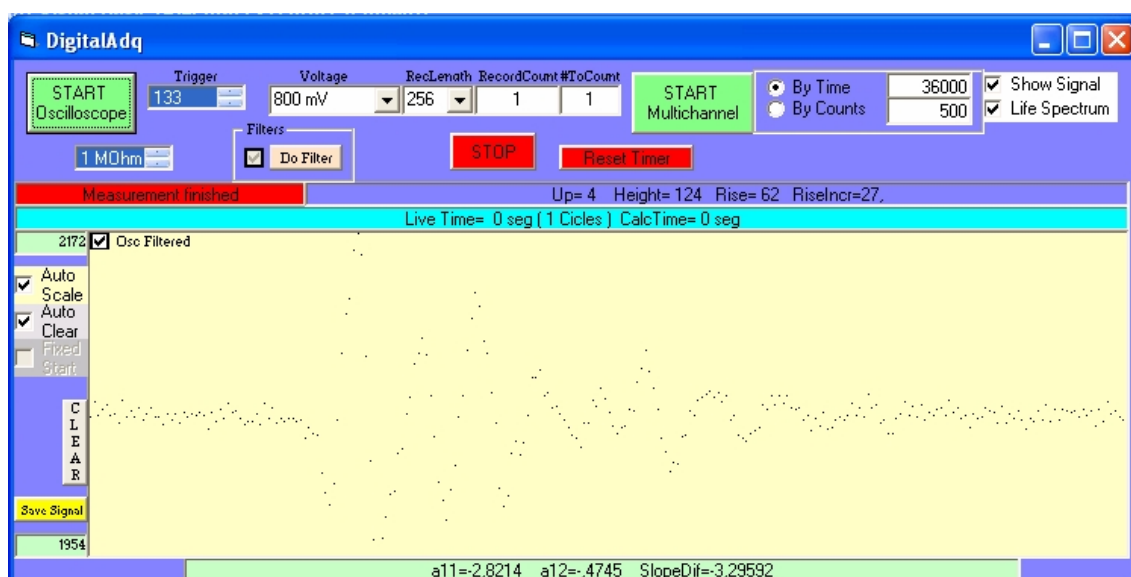 DigitalAdq
START
Oscilloscope
Trigger
133
Voltage
800 mV
RecLength
256
RecordCount
1
#ToCount
1
START
Multichannel
By Time
36000
By Counts
500
Show Signal
Life Spectrum
1 MOhm
Filters
Do Filter
STOP
Reset Timer
Measurement finished
Up= 4 Height= 124 Rise= 62 RiseIncr=27,
Live Time= 0 seg ( 1 Cicles ) CalcTime= 0 seg
2172
Osc Filtered
Auto
Scale
Auto
Clear
Fixed
Start
C
L
E
A
R
Save Signal
1954
a11=-2.8214 a12=-.4745 SlopeDif=-3.29592